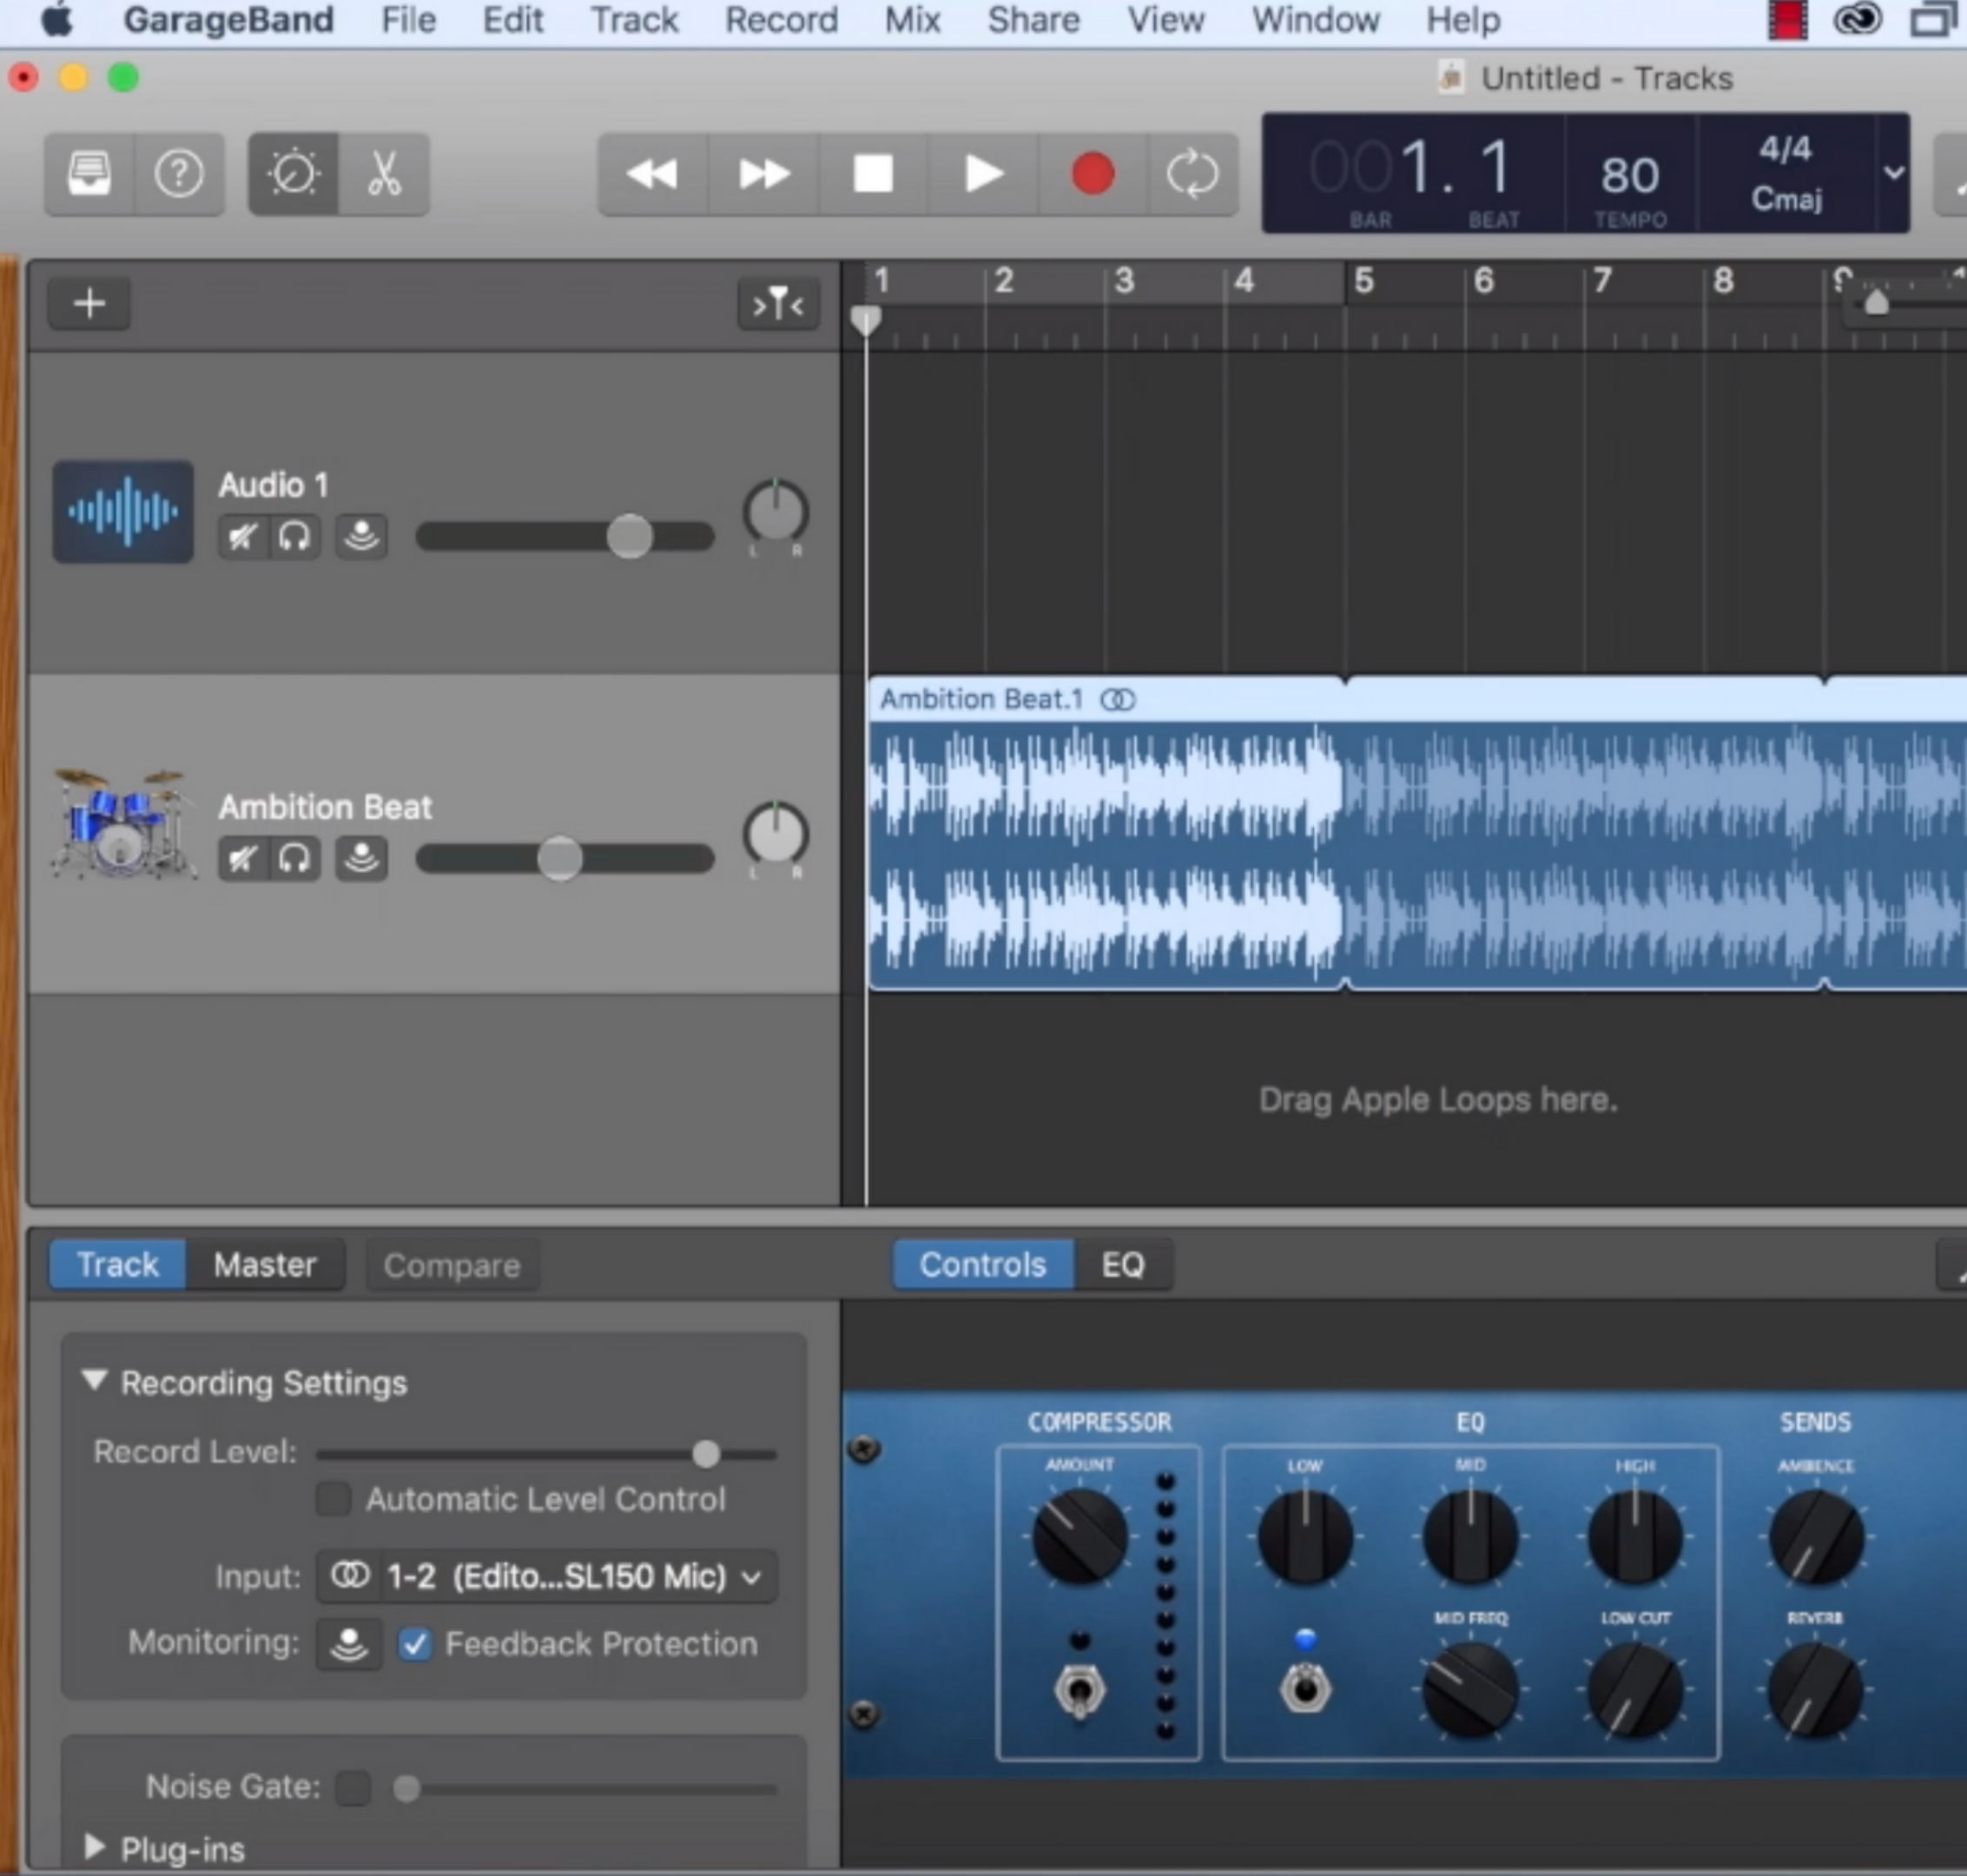 GarageBand File Edit Track Record Mix Share View Window Help
Untitled - Tracks
001. 1 80 4/4
Cmaj
BAR BEAT TEMPO
1 2 3 4 5 6 7 8 9
Audio 1
L R
Ambition Beat.1
Ambition Beat
L R
Drag Apple Loops here.
Track Master Compare Controls EQ
Recording Settings
Record Level:
Automatic Level Control
Input: 1-2 (Edito...SL150 Mic)
Monitoring: Feedback Protection
Noise Gate:
Plug-ins
COMPRESSOR EQ SENDS
AMOUNT LOW MID HIGH AMBIENCE
MID FREQ LOW CUT REVERB